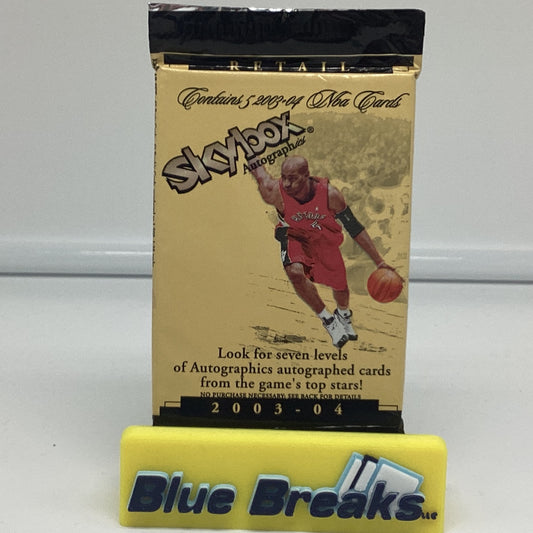 RETAIL
Contains 5 2003-04 Nba Cards
Skybox®
Autographics
Look for seven levels
of Autographics autographed cards
from the game's top stars!
NO PURCHASE NECESSARY. SEE BACK FOR DETAILS
2003-04
Blue Breaks